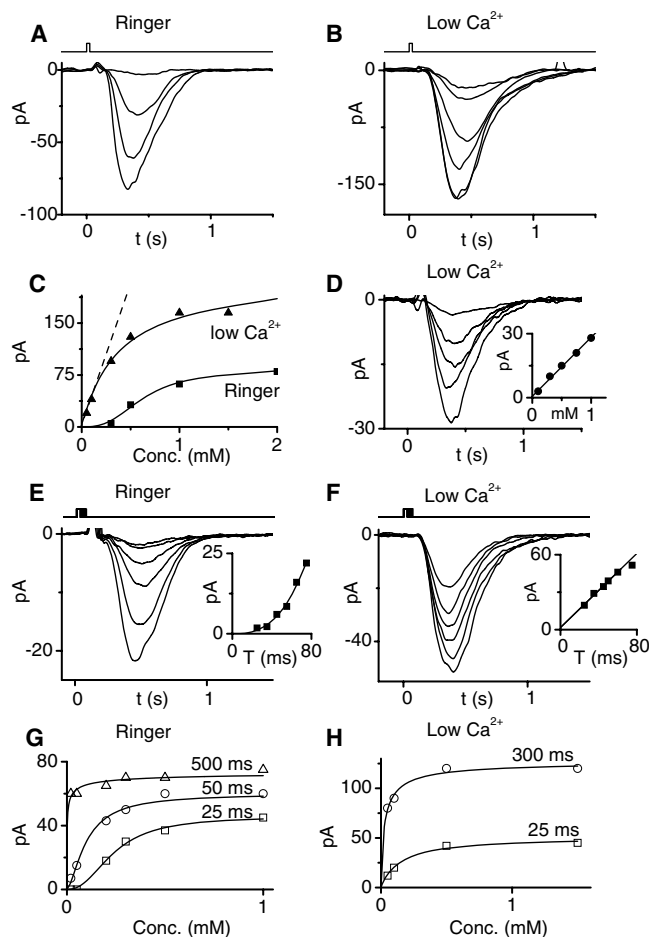 A Ringer
B Low Ca²⁺
0
-50
-100
pA
0 1
t (s)
0
-150
pA
0 1
t (s)
C
150
75
0
pA
low Ca²⁺
Ringer
0 1 2
Conc. (mM)
D Low Ca²⁺
0
-30
pA
0 1
t (s)
30
0
pA
0 mM 1
E Ringer
0
-20
pA
0 1
t (s)
25
0
pA
0 80
T (ms)
F Low Ca²⁺
0
-40
pA
0 1
t (s)
60
0
pA
0 80
T (ms)
G Ringer
80
40
0
pA
500 ms
50 ms
25 ms
0 1
Conc. (mM)
H Low Ca²⁺
100
50
0
pA
300 ms
25 ms
0 1
Conc. (mM)